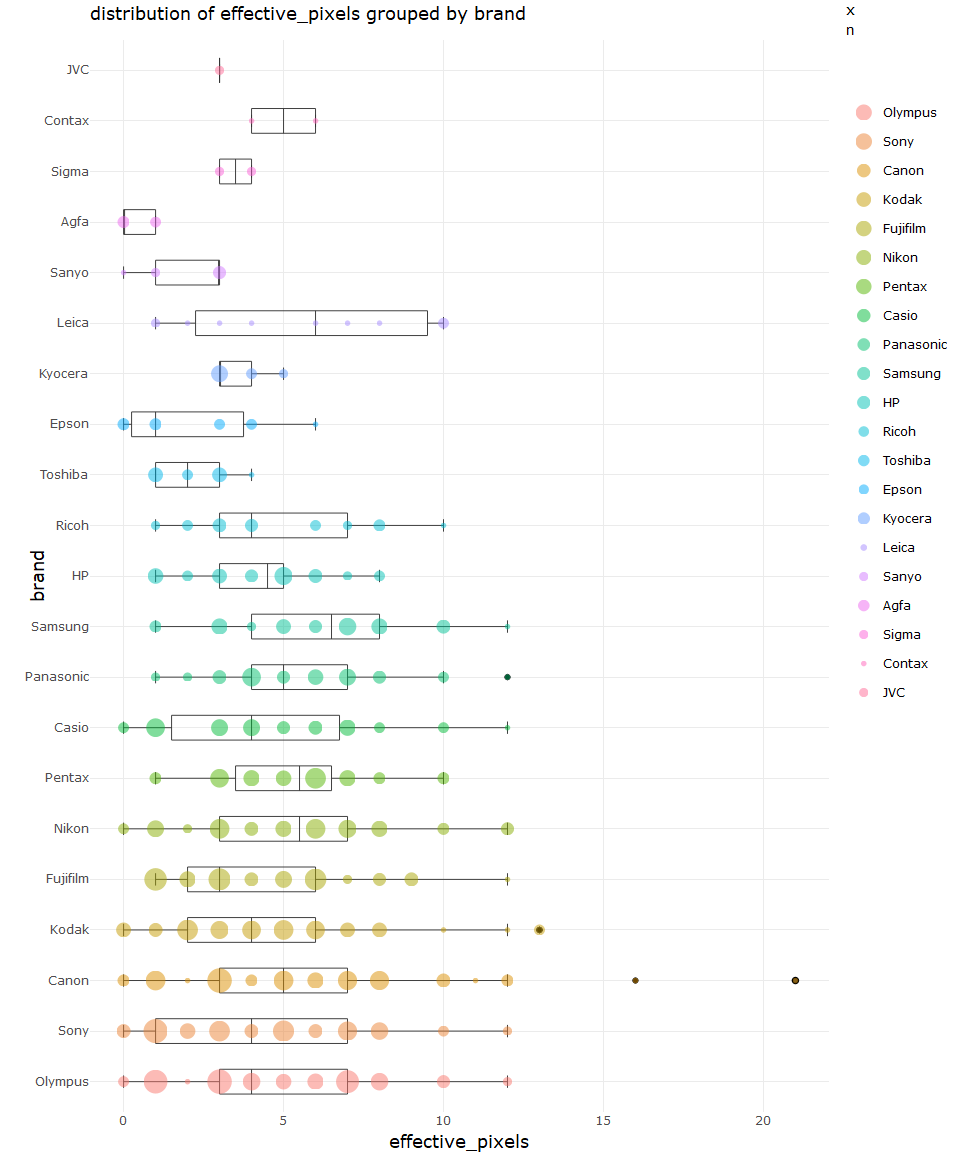 distribution of effective_pixels grouped by brand
x
n
JVC
Contax
Sigma
Agfa
Sanyo
Leica
Kyocera
Epson
Toshiba
Ricoh
HP
Samsung
Panasonic
Casio
Pentax
Nikon
Fujifilm
Kodak
Canon
Sony
Olympus
brand
0
5
10
15
20
effective_pixels
Olympus
Sony
Canon
Kodak
Fujifilm
Nikon
Pentax
Casio
Panasonic
Samsung
HP
Ricoh
Toshiba
Epson
Kyocera
Leica
Sanyo
Agfa
Sigma
Contax
JVC